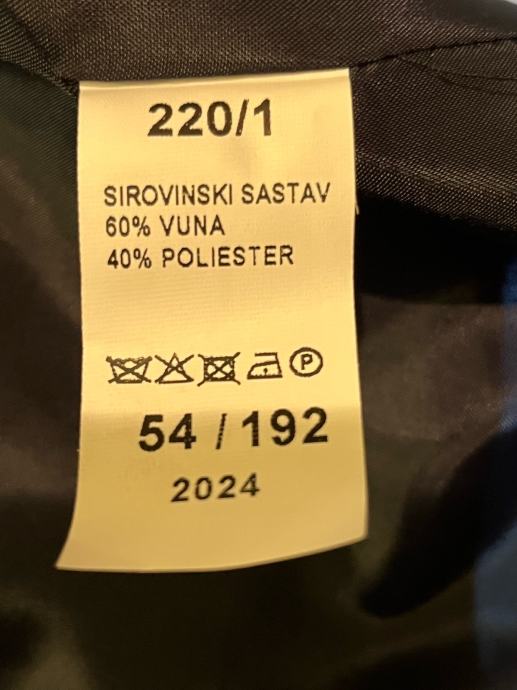 220/1
SIROVINSKI SASTAV
60% VUNA
40% POLIESTER
P
54 / 192
2024